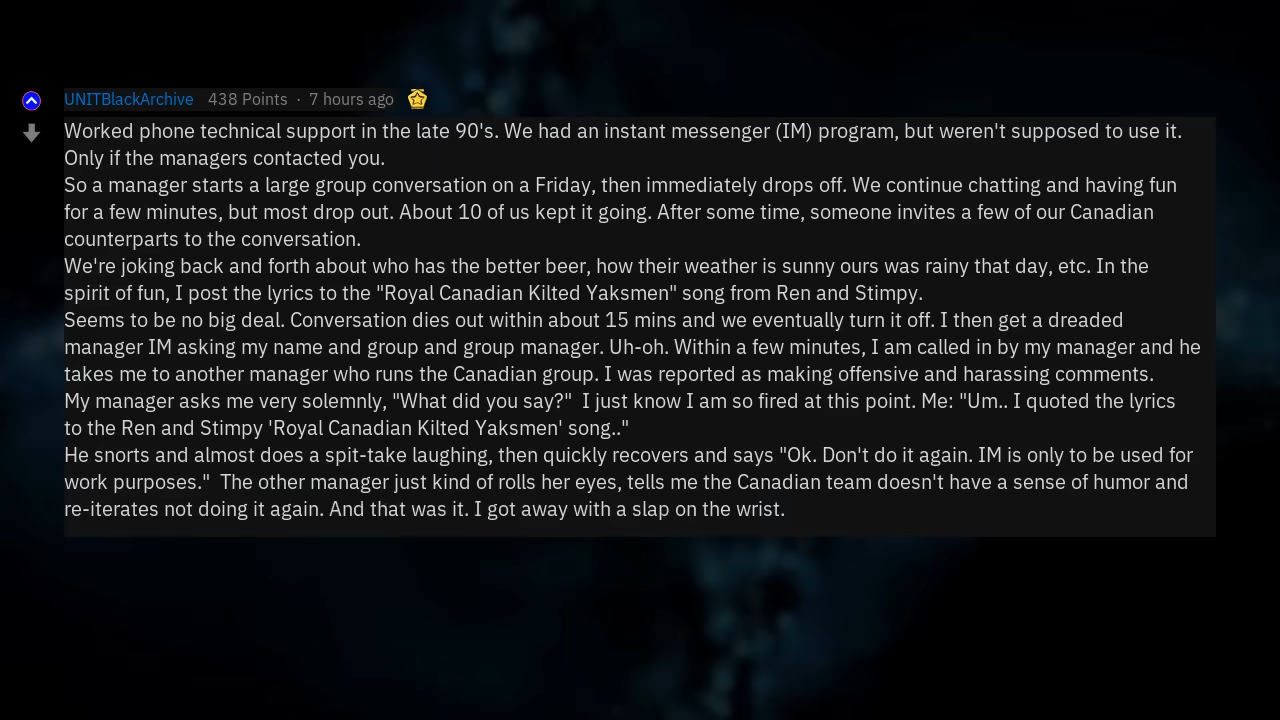 UNITBlackArchive 438 Points · 7 hours ago
Worked phone technical support in the late 90's. We had an instant messenger (IM) program, but weren't supposed to use it.
Only if the managers contacted you.
So a manager starts a large group conversation on a Friday, then immediately drops off. We continue chatting and having fun
for a few minutes, but most drop out. About 10 of us kept it going. After some time, someone invites a few of our Canadian
counterparts to the conversation.
We're joking back and forth about who has the better beer, how their weather is sunny ours was rainy that day, etc. In the
spirit of fun, I post the lyrics to the "Royal Canadian Kilted Yaksmen" song from Ren and Stimpy.
Seems to be no big deal. Conversation dies out within about 15 mins and we eventually turn it off. I then get a dreaded
manager IM asking my name and group and group manager. Uh-oh. Within a few minutes, I am called in by my manager and he
takes me to another manager who runs the Canadian group. I was reported as making offensive and harassing comments.
My manager asks me very solemnly, "What did you say?"  I just know I am so fired at this point. Me: "Um.. I quoted the lyrics
to the Ren and Stimpy 'Royal Canadian Kilted Yaksmen' song.."
He snorts and almost does a spit-take laughing, then quickly recovers and says "Ok. Don't do it again. IM is only to be used for
work purposes."  The other manager just kind of rolls her eyes, tells me the Canadian team doesn't have a sense of humor and
re-iterates not doing it again. And that was it. I got away with a slap on the wrist.